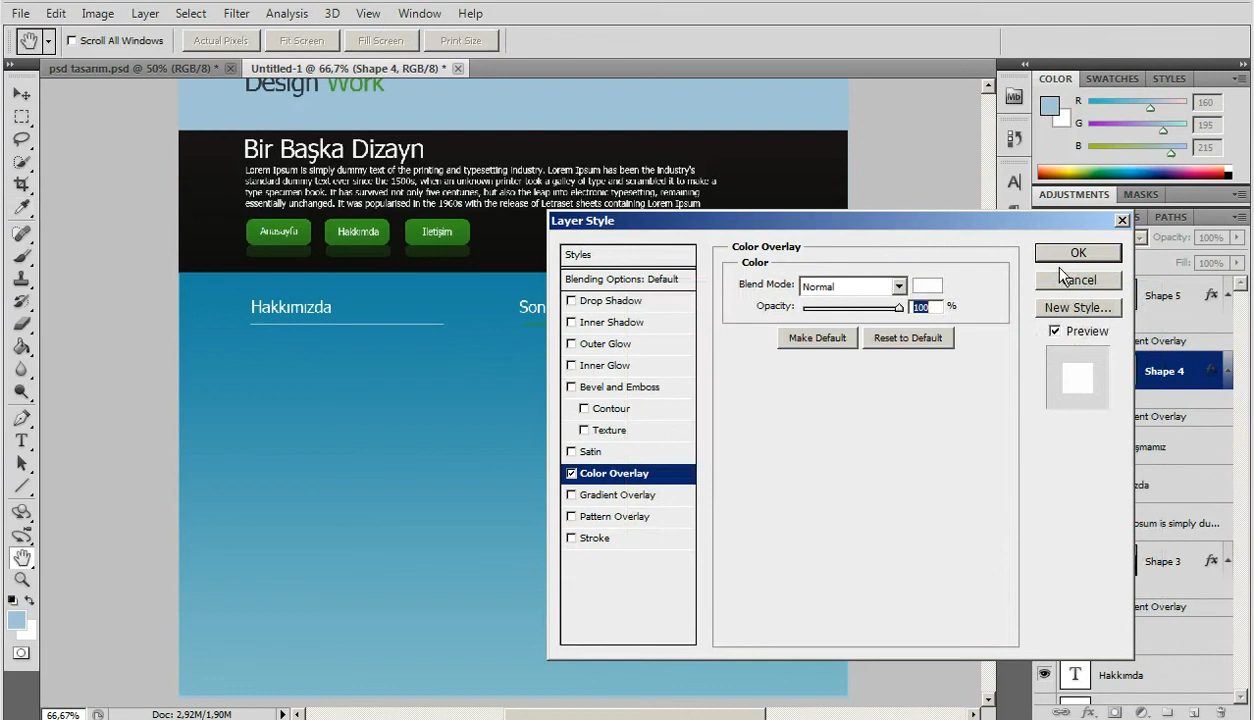 File Edit Image Layer Select Filter Analysis 3D View Window Help
Scroll All Windows Actual Pixels Fit Screen Fill Screen Print Size
psd tasarım.psd @ 50% (RGB/8) * Untitled-1 @ 66,7% (Shape 4, RGB/8) *
COLOR SWATCHES STYLES
Design Work
R 160
G 195
B 215
Mb
Bir Başka Dizayn
Lorem Ipsum is simply dummy text of the printing and typesetting industry. Lorem Ipsum has been the industry's
standard dummy text ever since the 1500s, when an unknown printer took a galley of type and scrambled it to make a
type specimen book. It has survived not only five centuries, but also the leap into electronic typesetting, remaining
essentially unchanged. It was popularised in the 1960s with the release of Letraset sheets containing Lorem Ipsum
Anasayfa Hakkımda Iletişim
ADJUSTMENTS MASKS
PATHS
Opacity: 100%
Fill: 100%
Layer Style
Styles
Blending Options: Default
Drop Shadow
Inner Shadow
Outer Glow
Inner Glow
Bevel and Emboss
Contour
Texture
Satin
Color Overlay
Gradient Overlay
Pattern Overlay
Stroke
Color Overlay
Color
Blend Mode: Normal
Opacity: 100 %
Make Default Reset to Default
OK
Cancel
New Style...
Preview
Hakkımızda
Son
Shape 5 fx
Overlay
Shape 4 fx
Overlay
şmamız
zda
psum is simply du...
Shape 3 fx
Overlay
T Hakkımda
66,67% Doc: 2,92M/1,90M